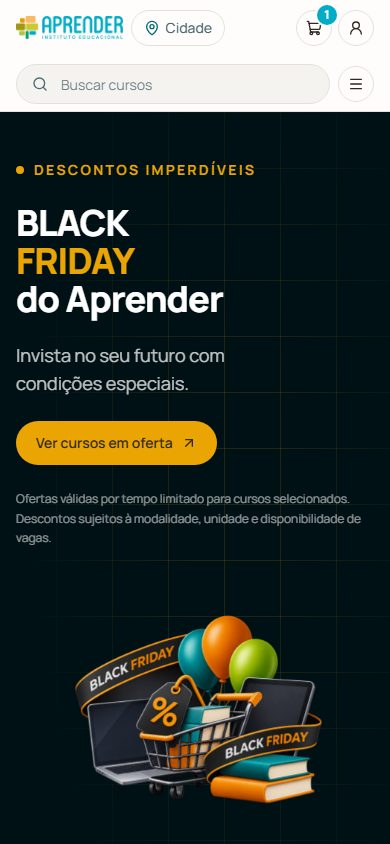 APRENDER
INSTITUTO EDUCACIONAL
Cidade
1
Buscar cursos
DESCONTOS IMPERDÍVEIS
BLACK
FRIDAY
do Aprender
Invista no seu futuro com
condições especiais.
Ver cursos em oferta
Ofertas válidas por tempo limitado para cursos selecionados.
Descontos sujeitos à modalidade, unidade e disponibilidade de
vagas.
BLACK FRIDAY
%
BLACK FRIDAY